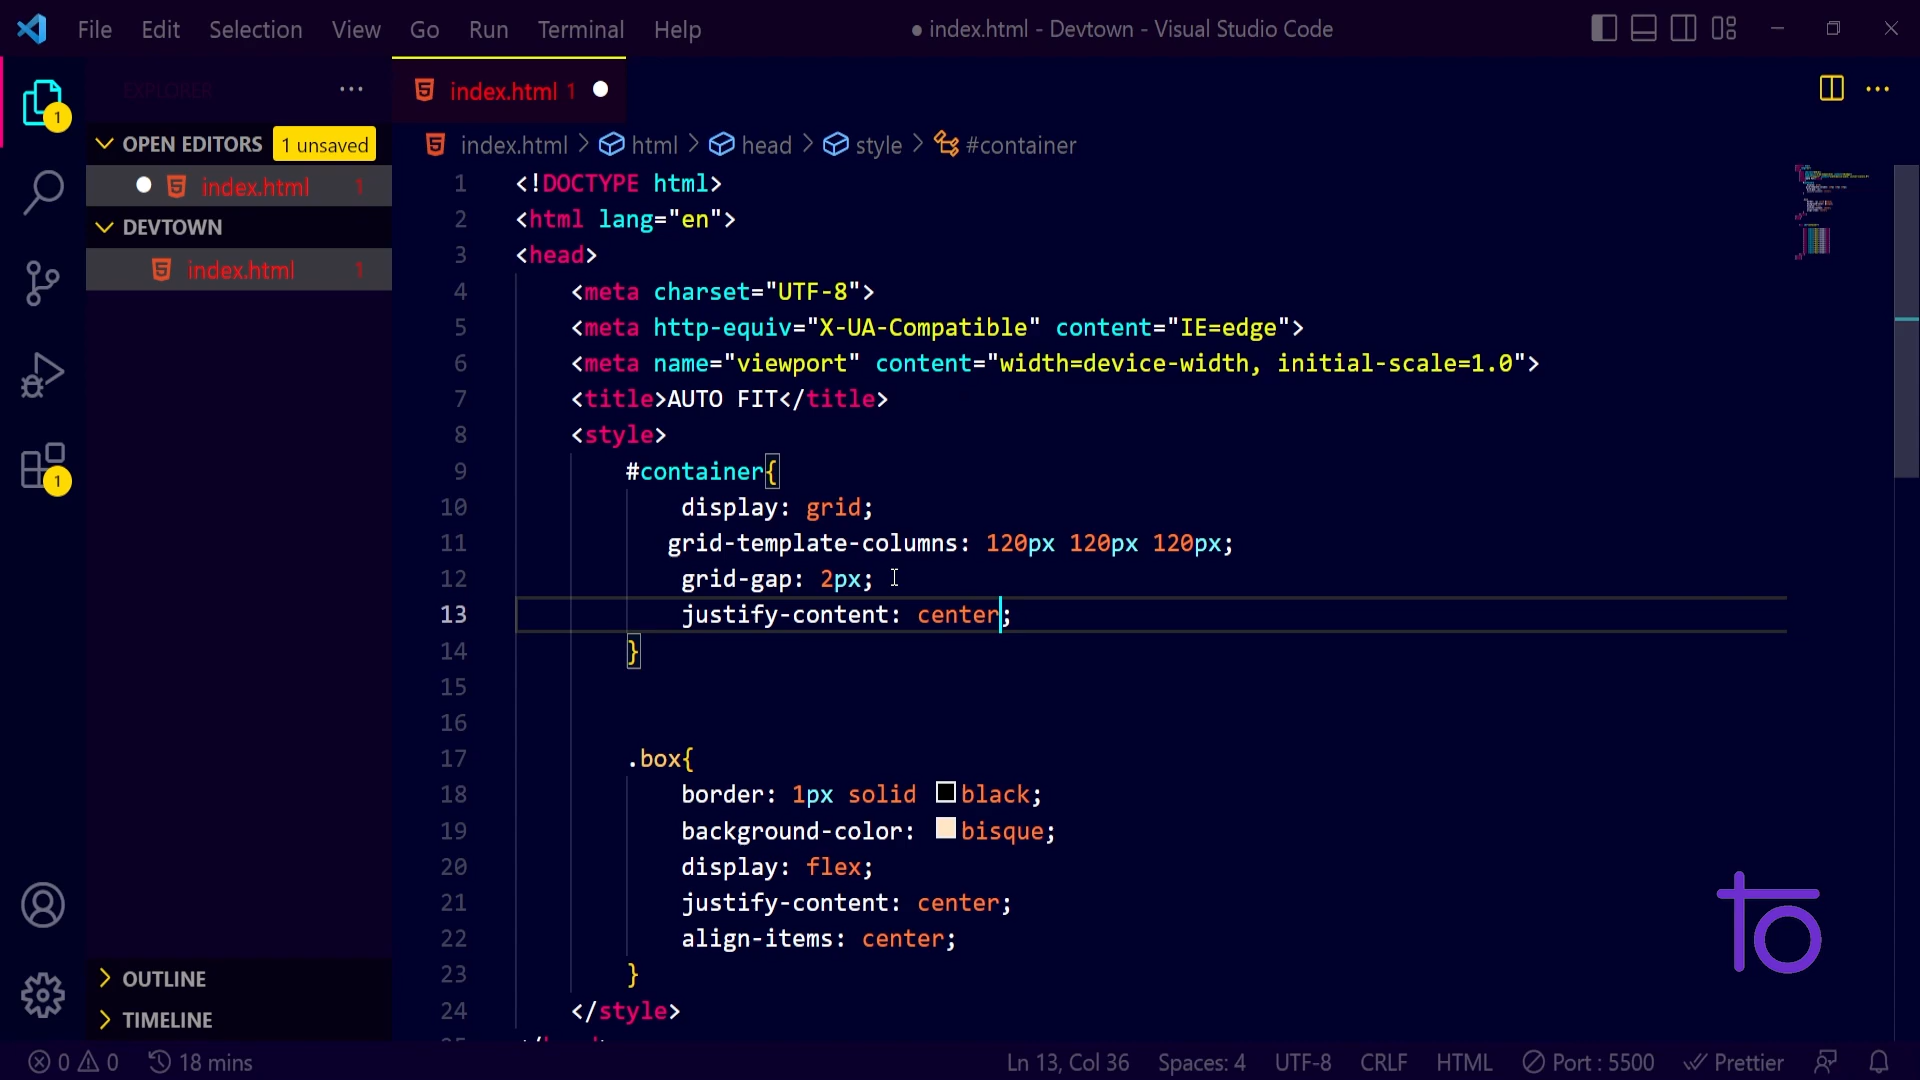 File Edit Selection View Go Run Terminal Help
● index.html - Devtown - Visual Studio Code
EXPLORER
index.html 1
1
OPEN EDITORS 1 unsaved
index.html 1
DEVTOWN
index.html 1
1
index.html > html > head > style > #container
1 <!DOCTYPE html>
2 <html lang="en">
3 <head>
4 <meta charset="UTF-8">
5 <meta http-equiv="X-UA-Compatible" content="IE=edge">
6 <meta name="viewport" content="width=device-width, initial-scale=1.0">
7 <title>AUTO FIT</title>
8 <style>
9 #container{
10 display: grid;
11 grid-template-columns: 120px 120px 120px;
12 grid-gap: 2px;
13 justify-content: center;
14 }
15
16
17 .box{
18 border: 1px solid black;
19 background-color: bisque;
20 display: flex;
21 justify-content: center;
22 align-items: center;
23 }
24 </style>
OUTLINE
TIMELINE
0 0 18 mins
Ln 13, Col 36 Spaces: 4 UTF-8 CRLF HTML Port : 5500 Prettier